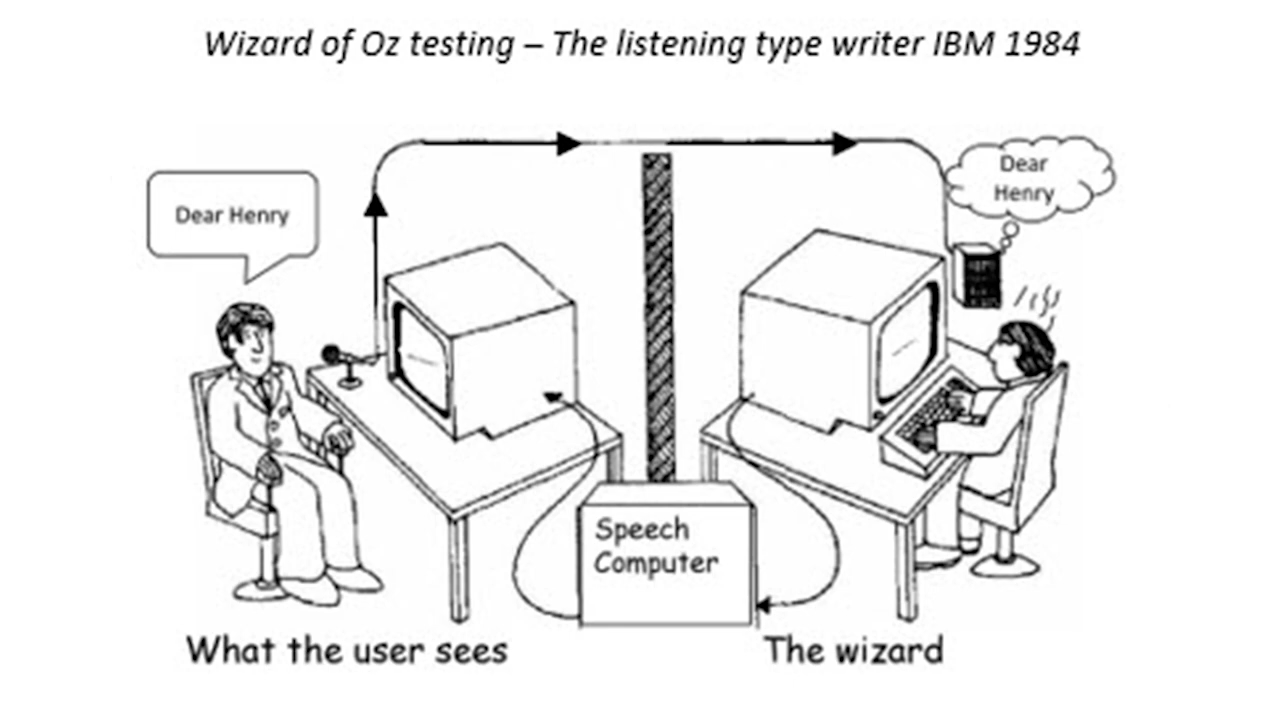 Wizard of Oz testing – The listening type writer IBM 1984
Dear Henry
Dear
Henry
Speech
Computer
What the user sees
The wizard